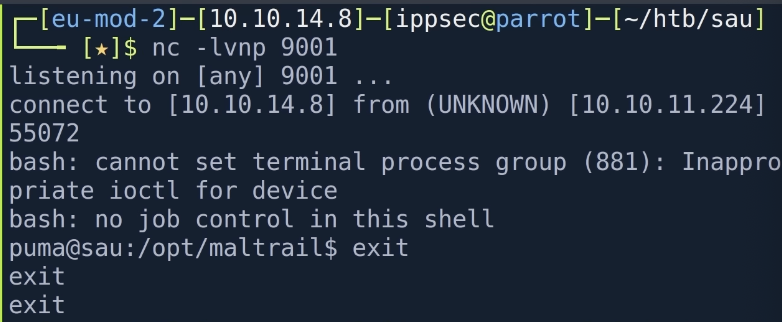 ┌─[eu-mod-2]─[10.10.14.8]─[ippsec@parrot]─[~/htb/sau]
└──╼ [★]$ nc -lvnp 9001
listening on [any] 9001 ...
connect to [10.10.14.8] from (UNKNOWN) [10.10.11.224]
55072
bash: cannot set terminal process group (881): Inappro
priate ioctl for device
bash: no job control in this shell
puma@sau:/opt/maltrail$ exit
exit
exit